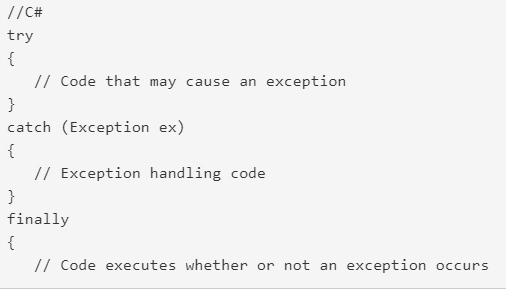 //C#
try
{
   // Code that may cause an exception
}
catch (Exception ex)
{
   // Exception handling code
}
finally
{
   // Code executes whether or not an exception occurs